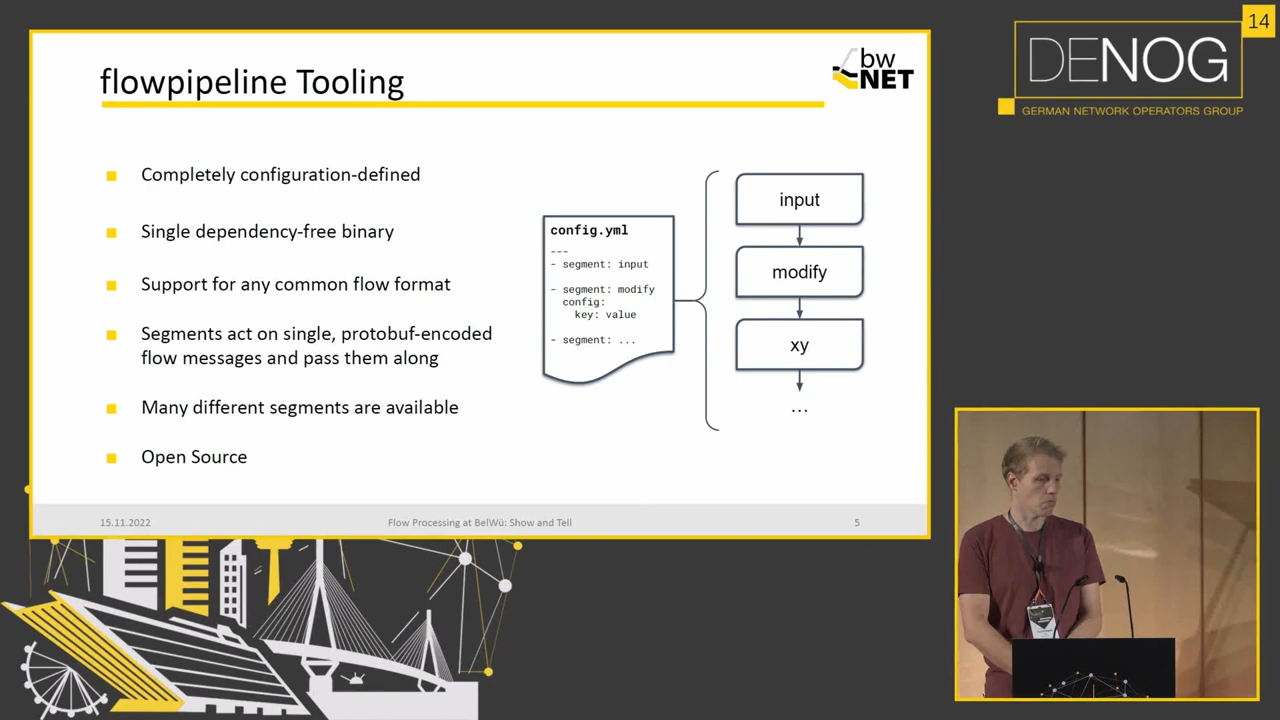 flowpipeline Tooling
bw
NET
Completely configuration-defined
Single dependency-free binary
Support for any common flow format
Segments act on single, protobuf-encoded
flow messages and pass them along
Many different segments are available
Open Source
config.yml
---
- segment: input
- segment: modify
config:
key: value
- segment: ...
input
modify
xy
...
15.11.2022
Flow Processing at BelWü: Show and Tell
5
14
DENOG
GERMAN NETWORK OPERATORS GROUP